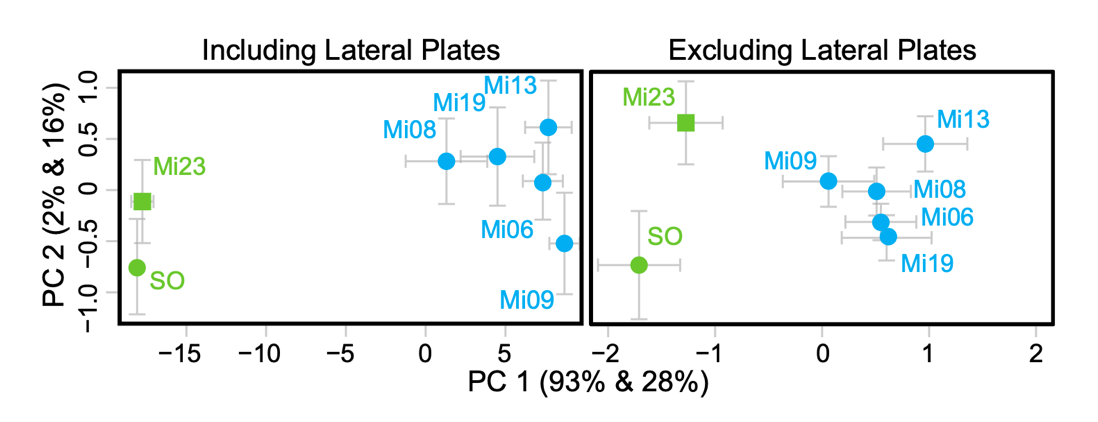 Including Lateral Plates
Excluding Lateral Plates
PC 2 (2% & 16%)
1.0
0.5
0
−0.5
−1.0
Mi13
Mi19
Mi08
Mi23
SO
Mi06
Mi09
Mi23
Mi13
Mi09
Mi08
Mi06
SO
Mi19
−15
−10
−5
0
5
−2
−1
0
1
2
PC 1 (93% & 28%)